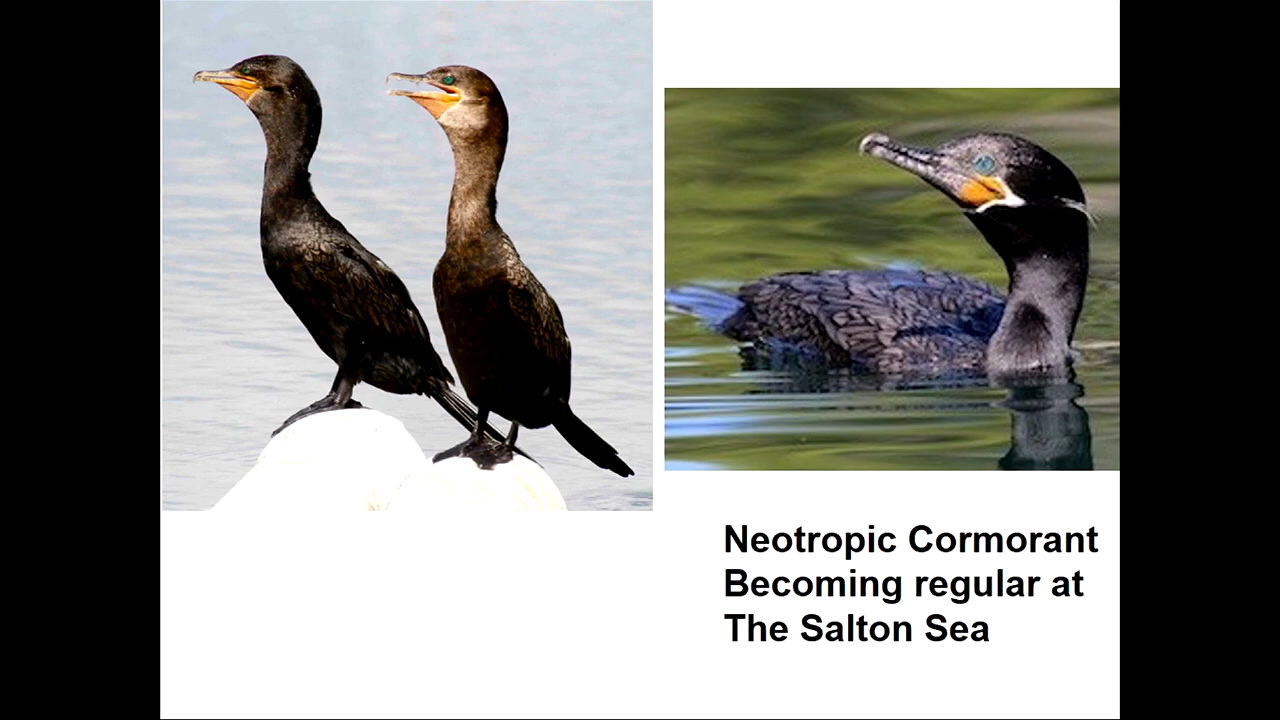 Neotropic Cormorant
Becoming regular at
The Salton Sea